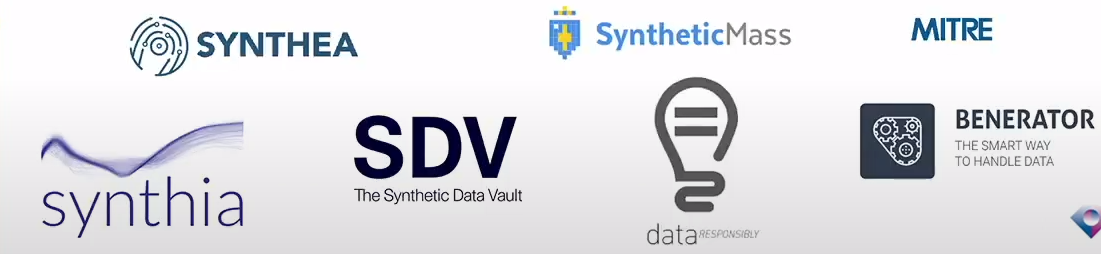 SYNTHEA
SyntheticMass
MITRE
synthia
SDV
The Synthetic Data Vault
data RESPONSIBLY
BENERATOR
THE SMART WAY
TO HANDLE DATA